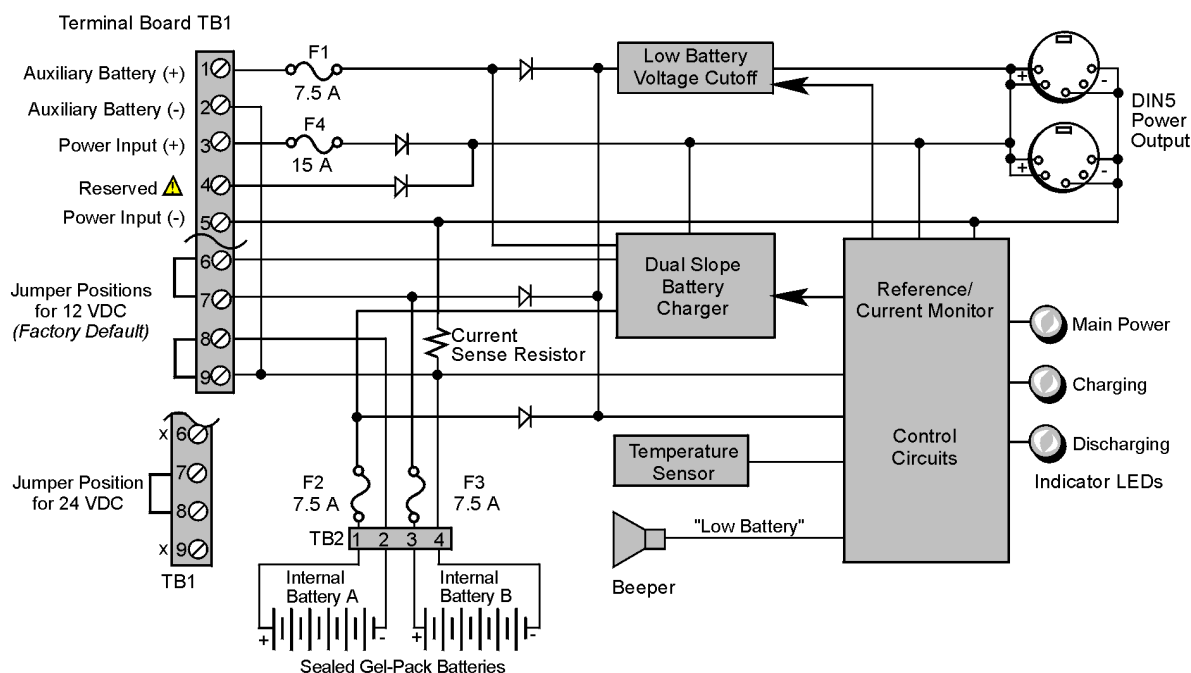 Terminal Board TB1
Auxiliary Battery (+)
Auxiliary Battery (-)
Power Input (+)
Reserved
Power Input (-)
1
2
3
4
5
6
7
8
9
Jumper Positions
for 12 VDC
(Factory Default)
F1
7.5 A
F4
15 A
Low Battery
Voltage Cutoff
+
-
+
-
DIN5
Power
Output
Dual Slope
Battery
Charger
Reference/
Current Monitor
Control
Circuits
Current
Sense Resistor
Main Power
Charging
Discharging
Indicator LEDs
Temperature
Sensor
"Low Battery"
Beeper
x 6
7
8
x 9
TB1
Jumper Position
for 24 VDC
F2
7.5 A
F3
7.5 A
TB2
1 2 3 4
Internal
Battery A
Internal
Battery B
+ - + -
Sealed Gel-Pack Batteries